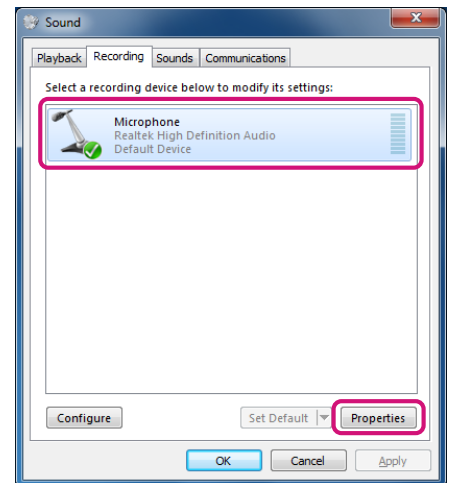 Sound
Playback Recording Sounds Communications
Select a recording device below to modify its settings:
Microphone
Realtek High Definition Audio
Default Device
Configure Set Default Properties
OK Cancel Apply